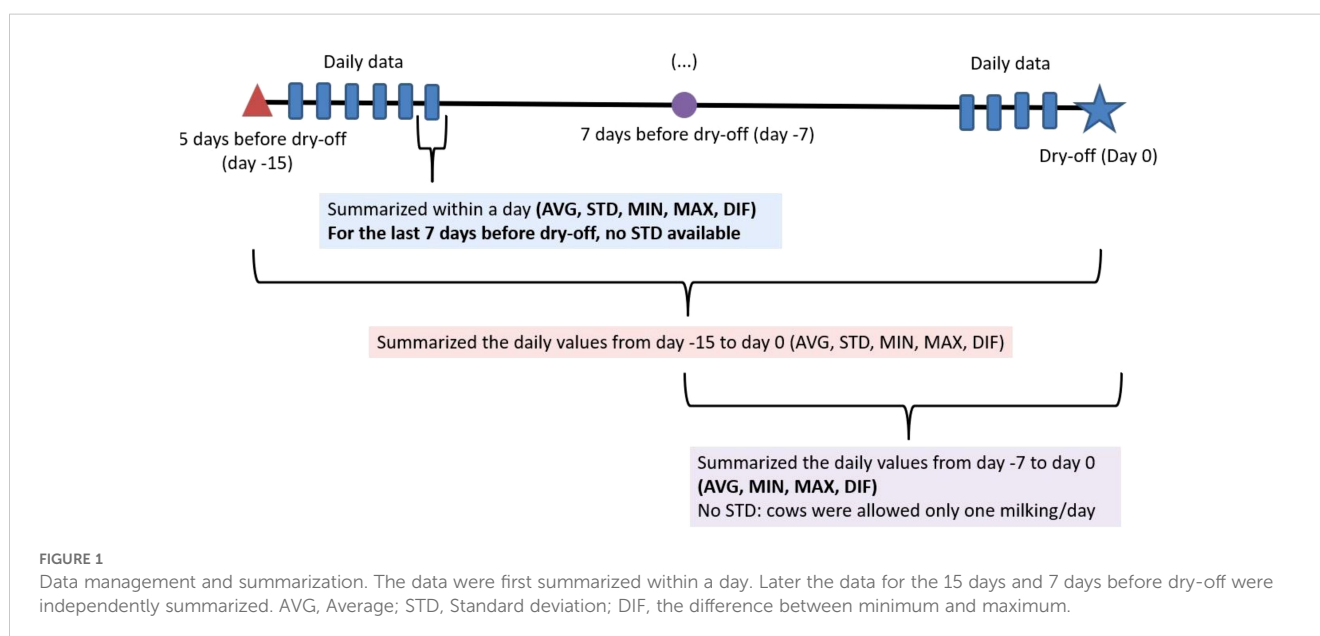 Daily data
(...)
Daily data
5 days before dry-off
(day -15)
7 days before dry-off (day -7)
Dry-off (Day 0)
Summarized within a day (AVG, STD, MIN, MAX, DIF)
For the last 7 days before dry-off, no STD available
Summarized the daily values from day -15 to day 0 (AVG, STD, MIN, MAX, DIF)
Summarized the daily values from day -7 to day 0
(AVG, MIN, MAX, DIF)
No STD: cows were allowed only one milking/day
FIGURE 1
Data management and summarization. The data were first summarized within a day. Later the data for the 15 days and 7 days before dry-off were
independently summarized. AVG, Average; STD, Standard deviation; DIF, the difference between minimum and maximum.